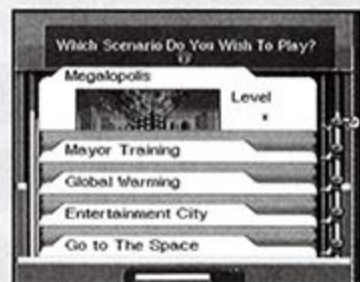 Which Scenario Do You Wish To Play?
Megalopolis
Level
Mayor Training
Global Warming
Entertainment City
Go to The Space